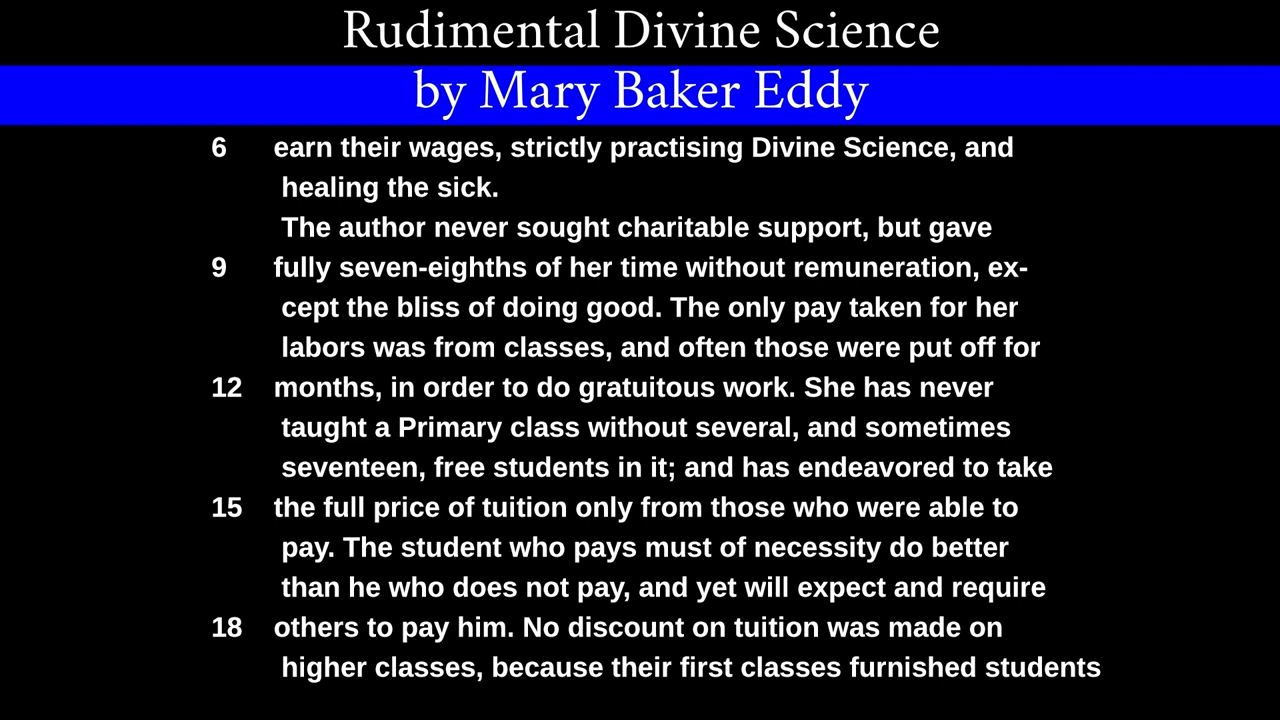 Rudimental Divine Science
by Mary Baker Eddy
6 earn their wages, strictly practising Divine Science, and
healing the sick.
The author never sought charitable support, but gave
9 fully seven-eighths of her time without remuneration, ex-
cept the bliss of doing good. The only pay taken for her
labors was from classes, and often those were put off for
12 months, in order to do gratuitous work. She has never
taught a Primary class without several, and sometimes
seventeen, free students in it; and has endeavored to take
15 the full price of tuition only from those who were able to
pay. The student who pays must of necessity do better
than he who does not pay, and yet will expect and require
18 others to pay him. No discount on tuition was made on
higher classes, because their first classes furnished students